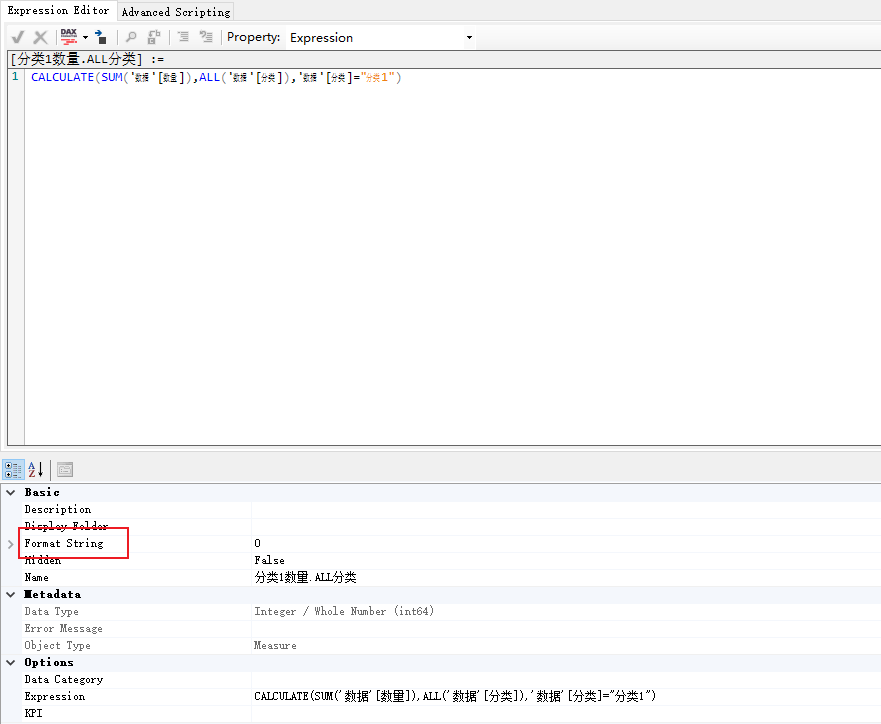 Expression Editor Advanced Scripting
DAX Property: Expression
[分类1数量.ALL分类] :=
1 CALCULATE(SUM('数据'[数量]),ALL('数据'[分类]),'数据'[分类]="分类1")
Basic
Description
Display Folder
Format String 0
Hidden False
Name 分类1数量.ALL分类
Metadata
Data Type Integer / Whole Number (int64)
Error Message
Object Type Measure
Options
Data Category
Expression CALCULATE(SUM('数据'[数量]),ALL('数据'[分类]),'数据'[分类]="分类1")
KPI